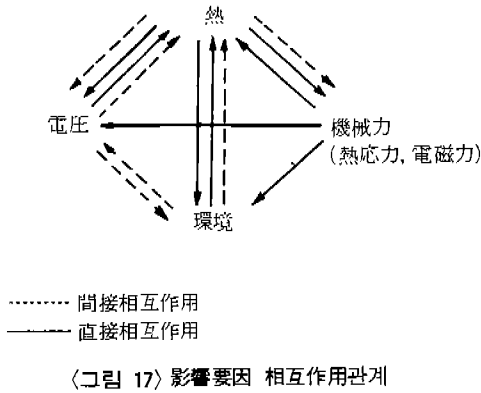 熱
電圧
機械力
(熱応力, 電磁力)
環境
間接相互作用
直接相互作用
〈그림 17〉 影響要因 相互作用관계